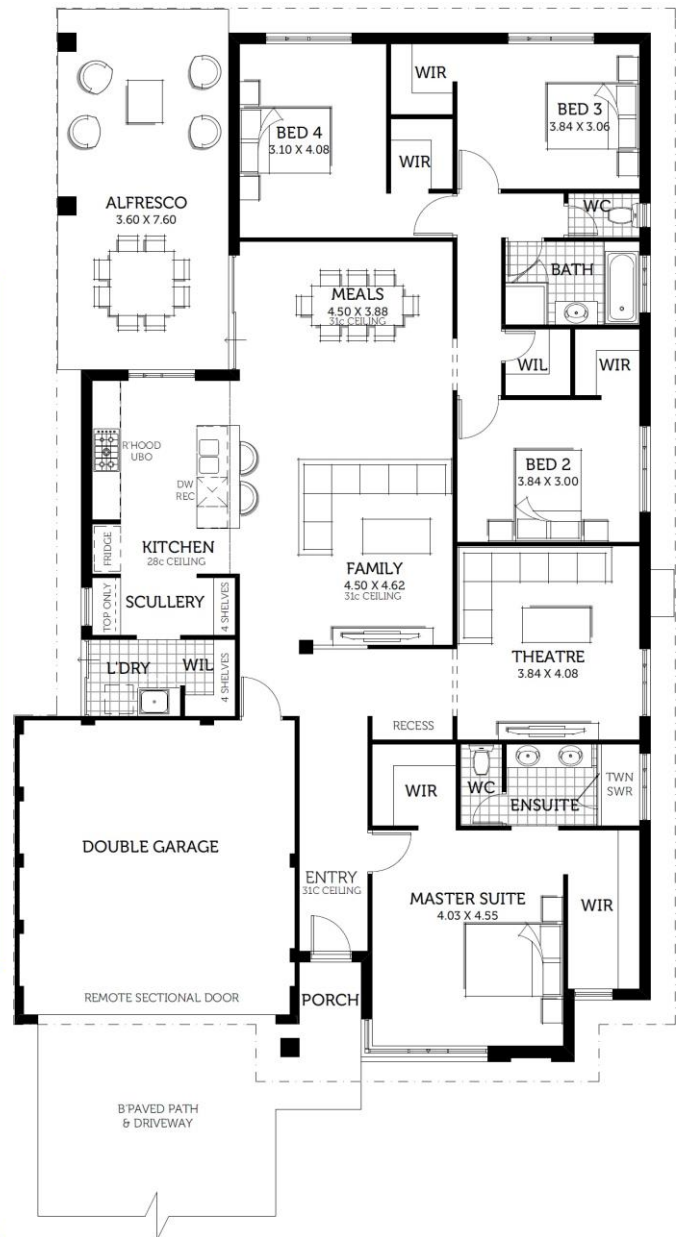 WIR
BED 3
3.84 X 3.06
BED 4
3.10 X 4.08
WIR
ALFRESCO
3.60 X 7.60
WC
BATH
MEALS
4.50 X 3.88
31c CEILING
WIL
WIR
R'HOOD
UBO
DW
REC
BED 2
3.84 X 3.00
FRIDGE
KITCHEN
28c CEILING
FAMILY
4.50 X 4.62
31c CEILING
TOP ONLY
SCULLERY
4 SHELVES
THEATRE
3.84 X 4.08
L'DRY
WIL
4 SHELVES
RECESS
WIR
WC
ENSUITE
TWN
SWR
DOUBLE GARAGE
ENTRY
31C CEILING
MASTER SUITE
4.03 X 4.55
WIR
REMOTE SECTIONAL DOOR
PORCH
B'PAVED PATH
& DRIVEWAY